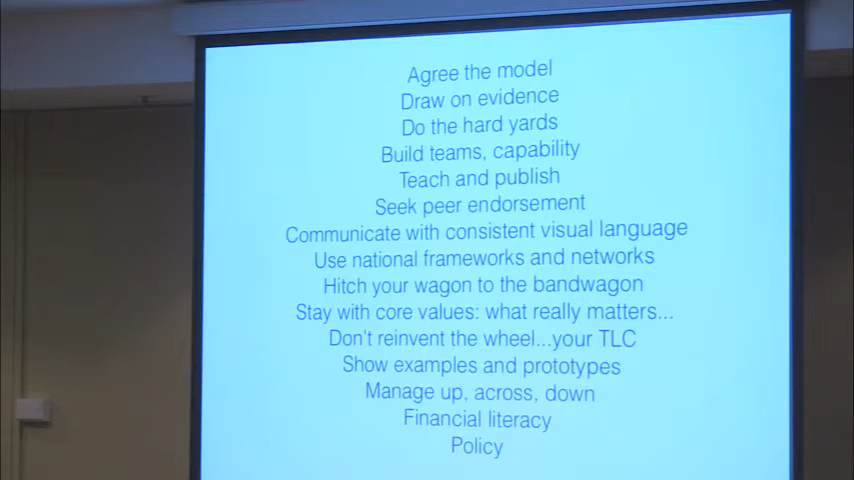 Agree the model
Draw on evidence
Do the hard yards
Build teams, capability
Teach and publish
Seek peer endorsement
Communicate with consistent visual language
Use national frameworks and networks
Hitch your wagon to the bandwagon
Stay with core values: what really matters...
Don't reinvent the wheel...your TLC
Show examples and prototypes
Manage up, across, down
Financial literacy
Policy